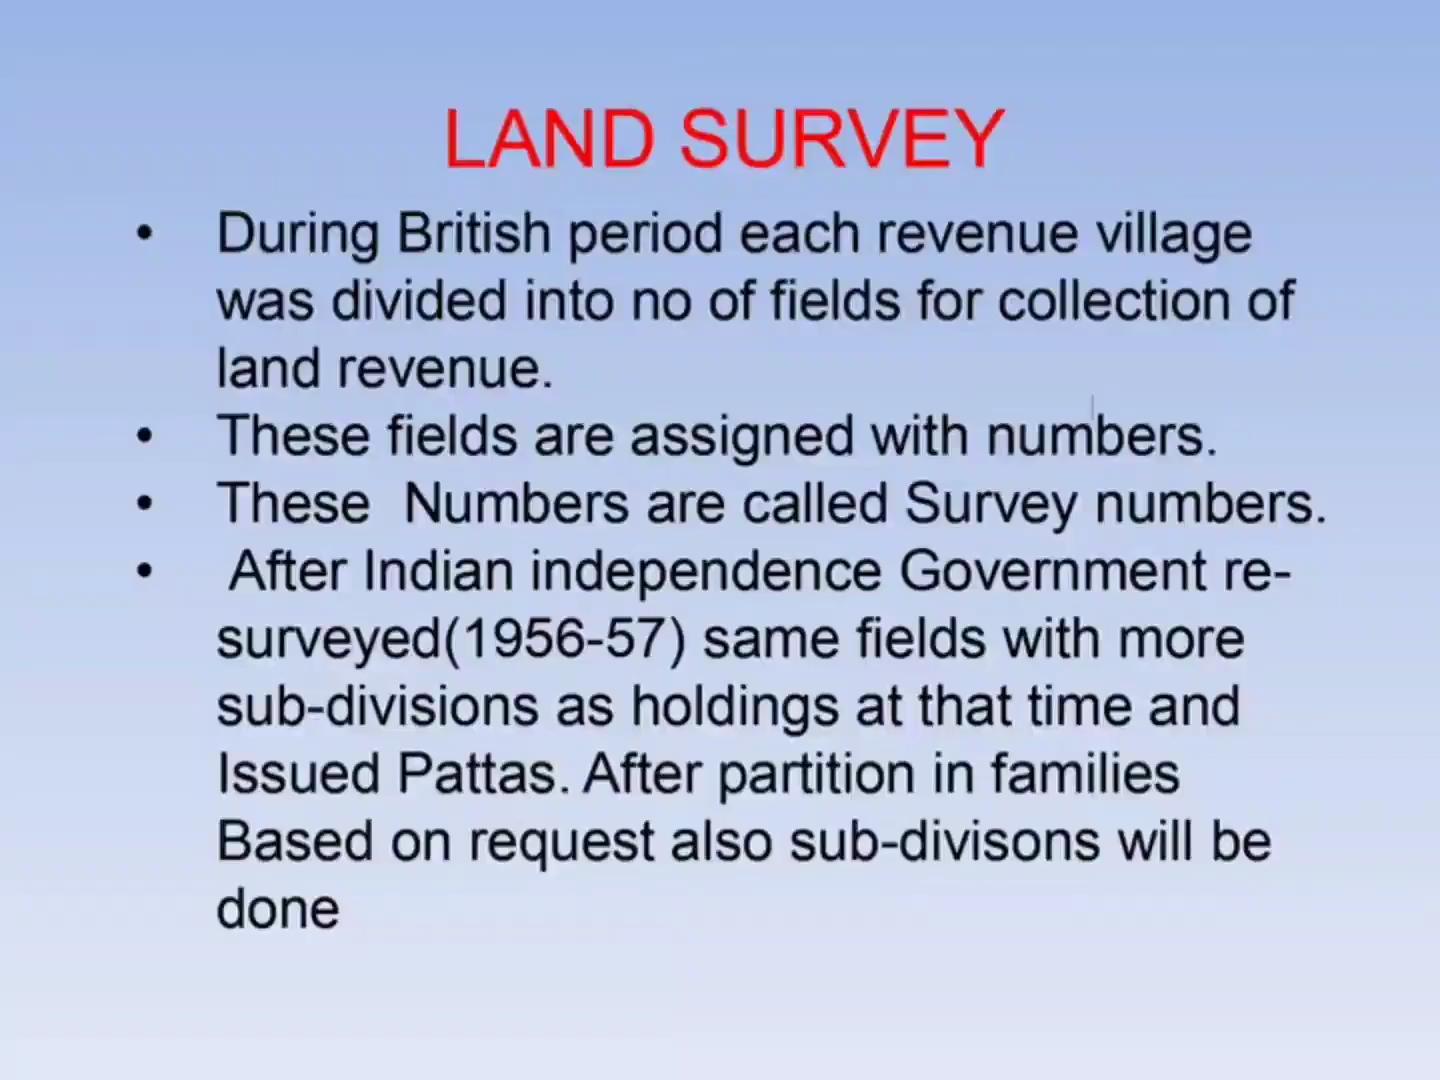 LAND SURVEY
• During British period each revenue village
was divided into no of fields for collection of
land revenue.
• These fields are assigned with numbers.
• These  Numbers are called Survey numbers.
• After Indian independence Government re-
surveyed(1956-57) same fields with more
sub-divisions as holdings at that time and
Issued Pattas. After partition in families
Based on request also sub-divisons will be
done